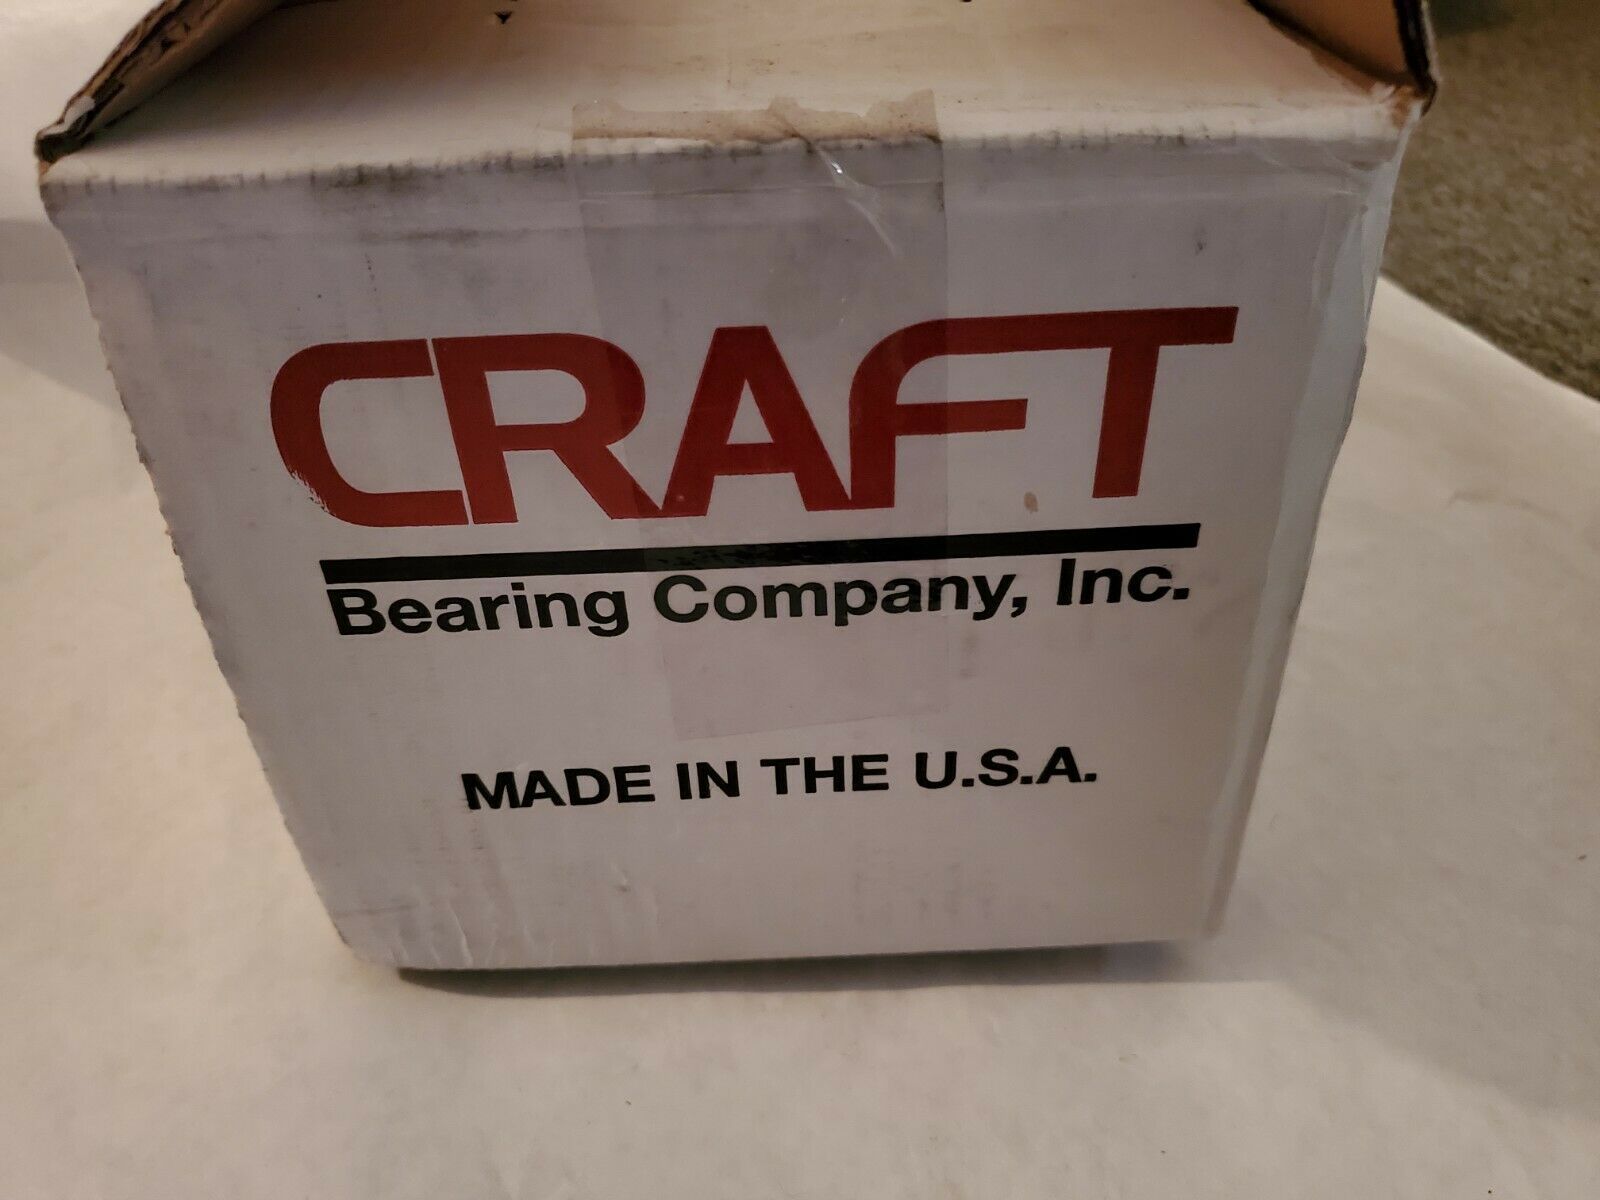 CRAFT
Bearing Company, Inc.
MADE IN THE U.S.A.